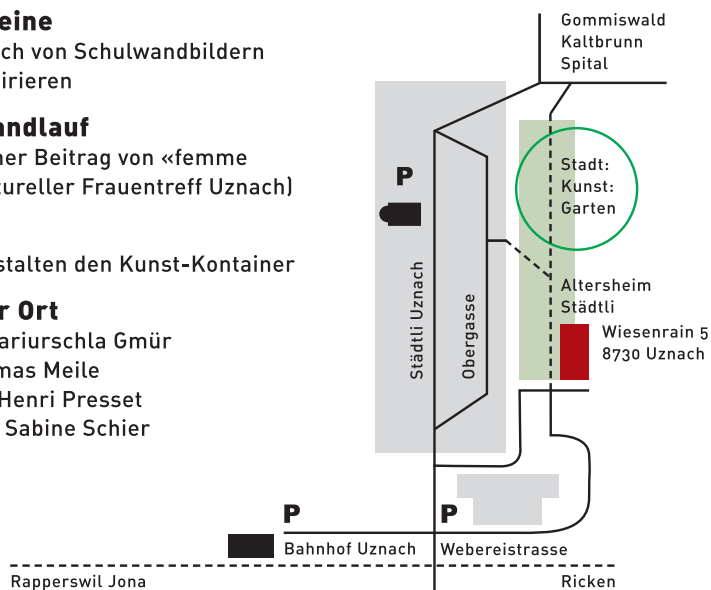 eine
ch von Schulwandbildern
irieren
andlauf
ner Beitrag von «femme
tureller Frauentreff Uznach)
stalten den Kunst-Kontainer
r Ort
ariurschla Gmür
mas Meile
Henri Presset
Sabine Schier
Gommiswald
Kaltbrunn
Spital
P
Stadt:
Kunst:
Garten
Städtli Uznach
Obergasse
Altersheim
Städtli
Wiesenrain 5
8730 Uznach
P
P
Bahnhof Uznach
Webereistrasse
Rapperswil Jona
Ricken